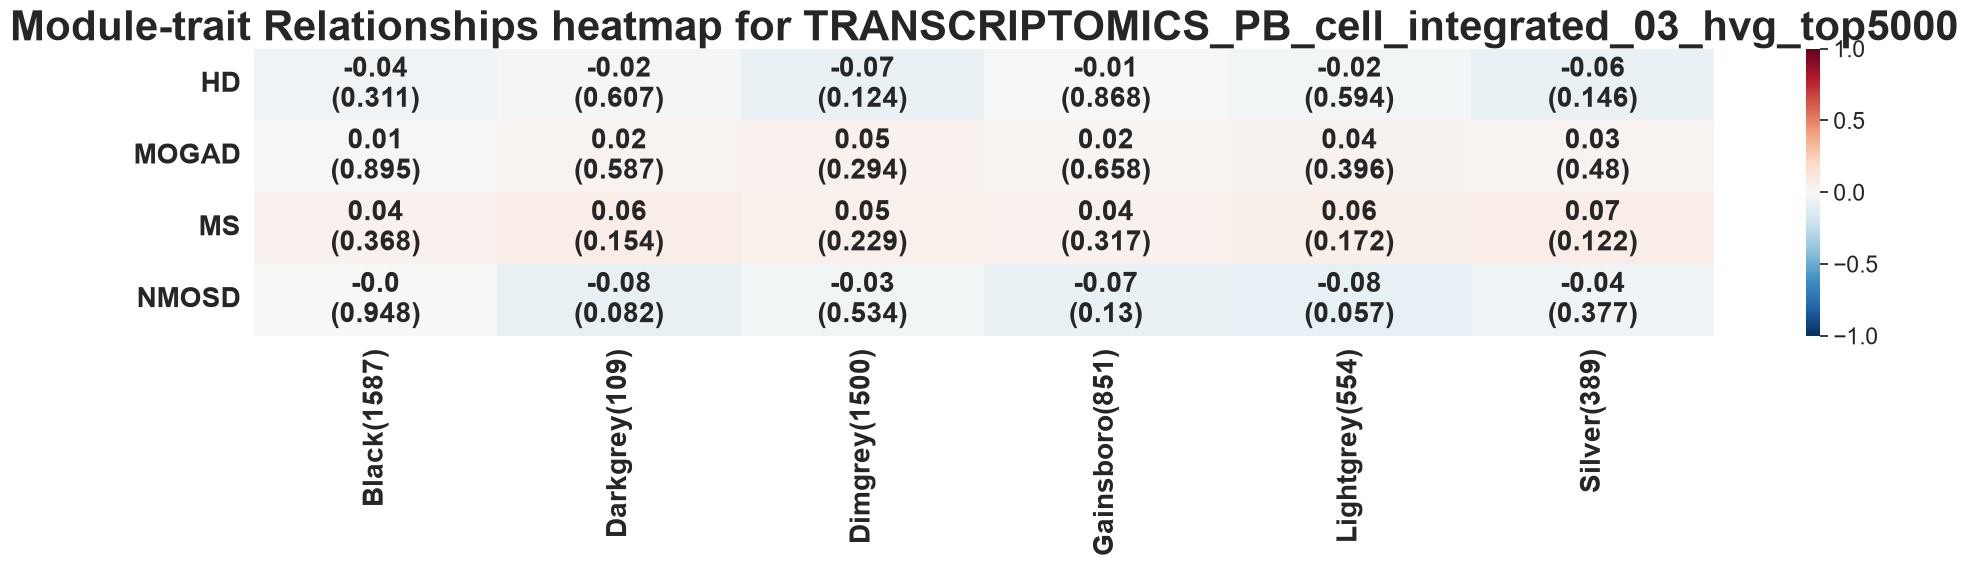 Module-trait Relationships heatmap for TRANSCRIPTOMICS_PB_cell_integrated_03_hvg_top5000
HD
-0.04 -0.02 -0.07 -0.01 -0.02 -0.06
(0.311) (0.607) (0.124) (0.868) (0.594) (0.146)
MOGAD
0.01 0.02 0.05 0.02 0.04 0.03
(0.895) (0.587) (0.294) (0.658) (0.396) (0.48)
MS
0.04 0.06 0.05 0.04 0.06 0.07
(0.368) (0.154) (0.229) (0.317) (0.172) (0.122)
NMOSD
-0.0 -0.08 -0.03 -0.07 -0.08 -0.04
(0.948) (0.082) (0.534) (0.13) (0.057) (0.377)
Black(1587)
Darkgrey(109)
Dimgrey(1500)
Gainsboro(851)
Lightgrey(554)
Silver(389)
1.0
0.5
0.0
−0.5
−1.0